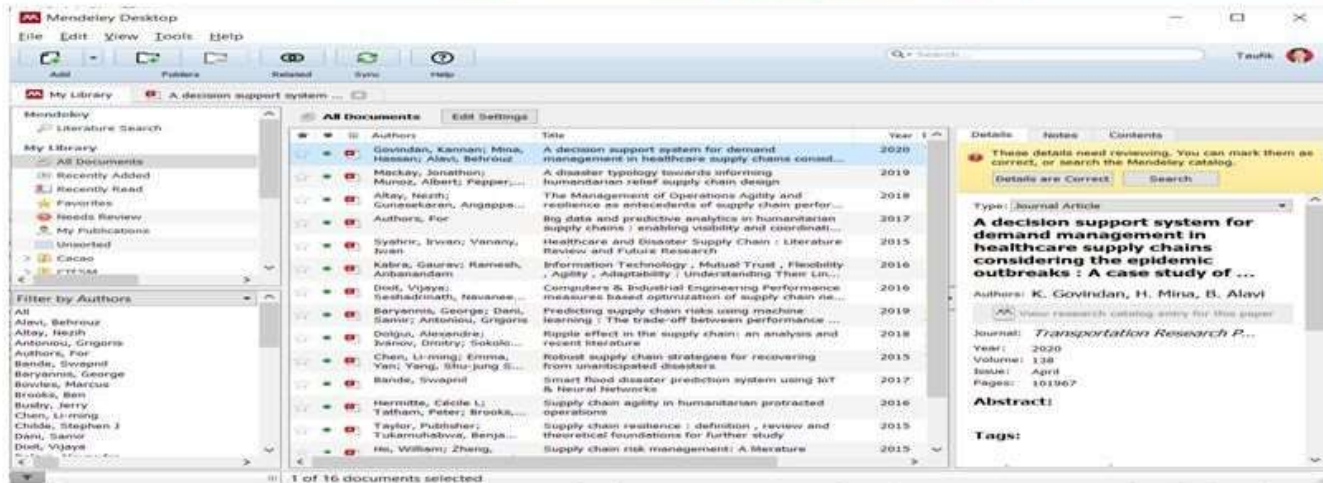 Mendeley Desktop
File Edit View Tools Help
Add Folders Related Sync Help
Search... Taufik
My Library A decision support system ...
Mendeley
Literature Search
My Library
All Documents
Recently Added
Recently Read
Favorites
Needs Review
My Publications
Unsorted
Cacao
Filter by Authors
All
Alavi, Behrouz
Altay, Nezih
Antoniou, Grigoris
Authors, For
Bande, Swapnil
Baryannis, George
Bowles, Marcus
Brooks, Ben
Busby, Jerry
Chen, Li-ming
Childe, Stephen J
Dani, Samir
Dixit, Vijaya
All Documents Edit Settings
Authors Title Year
Govindan, Kannan; Mina, Hassan; Alavi, Behrouz
A decision support system for demand management in healthcare supply chains consid... 2020
Mackay, Jonathon; Munoz, Albert; Pepper,...
A disaster typology towards informing humanitarian relief supply chain design 2019
Altay, Nezih; Gunasekaran, Angappa...
The Management of Operations Agility and resilience as antecedents of supply chain perfor... 2018
Authors, For
Big data and predictive analytics in humanitarian supply chains : enabling visibility and coordinati... 2017
Syahrir, Irwan; Vanany, Iwan
Healthcare and Disaster Supply Chain : Literature Review and Future Research 2015
Kabra, Gaurav; Ramesh, Anbanandam
Information Technology , Mutual Trust , Flexibility , Agility , Adaptability : Understanding Their Lin... 2016
Dixit, Vijaya; Seshadrinath, Navanee...
Computers & Industrial Engineering Performance measures based optimization of supply chain ne... 2016
Baryannis, George; Dani, Samir; Antoniou, Grigoris
Predicting supply chain risks using machine learning : The trade-off between performance ... 2019
Dolgui, Alexandre; Ivanov, Dmitry; Sokolo...
Ripple effect in the supply chain: an analysis and recent literature 2018
Chen, Li-ming; Emma, Yan; Yang, Shu-jung S...
Robust supply chain strategies for recovering from unanticipated disasters 2015
Bande, Swapnil
Smart flood disaster prediction system using IoT & Neural Networks 2017
Hermitte, Cécile L; Tatham, Peter; Brooks,...
Supply chain agility in humanitarian protracted operations 2016
Taylor, Publisher; Tukamuhabwa, Benja...
Supply chain resilience : definition , review and theoretical foundations for further study 2015
Ho, William; Zheng,
Supply chain risk management: A literature 2015
1 of 16 documents selected
Details Notes Contents
These details need reviewing. You can mark them as
correct, or search the Mendeley catalog.
Details are Correct Search
Type: Journal Article
A decision support system for
demand management in
healthcare supply chains
considering the epidemic
outbreaks : A case study of ...
Authors: K. Govindan, H. Mina, B. Alavi
View research catalog entry for this paper
Journal: Transportation Research P...
Year: 2020
Volume: 138
Issue: April
Pages: 101967
Abstract:
Tags: